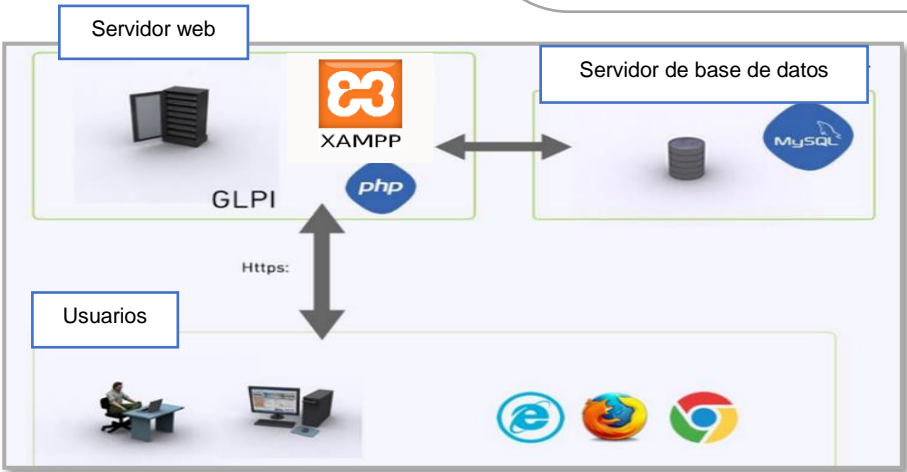 Servidor web
Servidor de base de datos
XAMPP
MySQL
php
GLPI
Https:
Usuarios